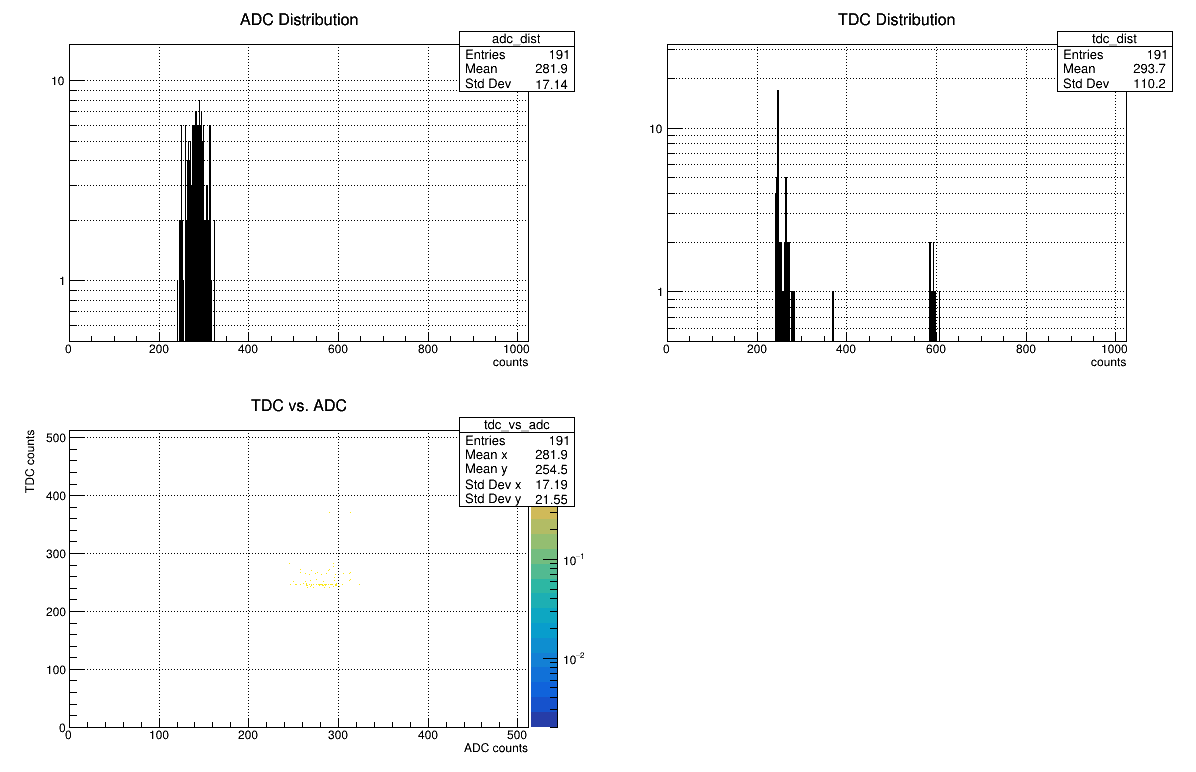 ADC Distribution
adc_dist
Entries 191
Mean 281.9
Std Dev 17.14
10
1
0 200 400 600 800 1000
counts
TDC Distribution
tdc_dist
Entries 191
Mean 293.7
Std Dev 110.2
10
1
0 200 400 600 800 1000
counts
TDC vs. ADC
tdc_vs_adc
Entries 191
Mean x 281.9
Mean y 254.5
Std Dev x 17.19
Std Dev y 21.55
TDC counts
500
400
300
200
100
0
0 100 200 300 400 500
ADC counts
10⁻¹
10⁻²